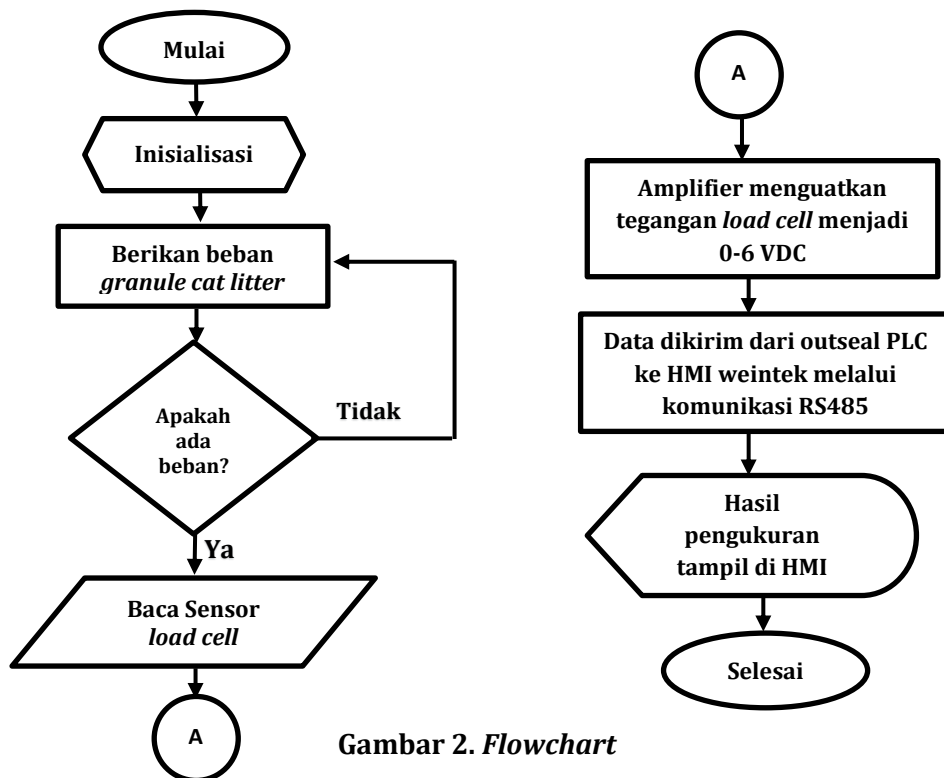 Mulai
Inisialisasi
Berikan beban
granule cat litter
Apakah
ada
beban?
Tidak
Ya
Baca Sensor
load cell
A
A
Amplifier menguatkan
tegangan load cell menjadi
0-6 VDC
Data dikirim dari outseal PLC
ke HMI weintek melalui
komunikasi RS485
Hasil
pengukuran
tampil di HMI
Selesai
Gambar 2. Flowchart